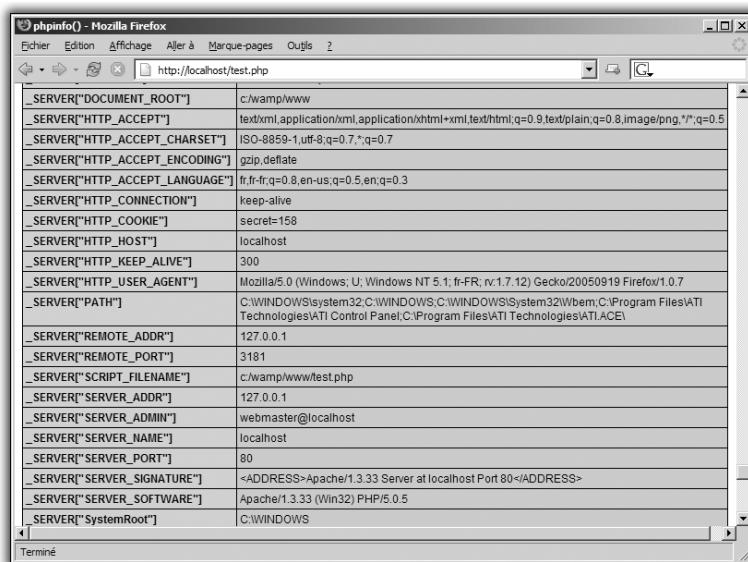 phpinfo() - Mozilla Firefox
Fichier Edition Affichage Aller à Marque-pages Outils ?
http://localhost/test.php G
_SERVER["DOCUMENT_ROOT"] c:/wamp/www
_SERVER["HTTP_ACCEPT"] text/xml,application/xml,application/xhtml+xml,text/html;q=0.9,text/plain;q=0.8,image/png,*/*;q=0.5
_SERVER["HTTP_ACCEPT_CHARSET"] ISO-8859-1,utf-8;q=0.7,*;q=0.7
_SERVER["HTTP_ACCEPT_ENCODING"] gzip,deflate
_SERVER["HTTP_ACCEPT_LANGUAGE"] fr,fr-fr;q=0.8,en-us;q=0.5,en;q=0.3
_SERVER["HTTP_CONNECTION"] keep-alive
_SERVER["HTTP_COOKIE"] secret=158
_SERVER["HTTP_HOST"] localhost
_SERVER["HTTP_KEEP_ALIVE"] 300
_SERVER["HTTP_USER_AGENT"] Mozilla/5.0 (Windows; U; Windows NT 5.1; fr-FR; rv:1.7.12) Gecko/20050919 Firefox/1.0.7
_SERVER["PATH"] C:\WINDOWS\system32;C:\WINDOWS;C:\WINDOWS\System32\Wbem;C:\Program Files\ATI
Technologies\ATI Control Panel;C:\Program Files\ATI Technologies\ATI.ACE\
_SERVER["REMOTE_ADDR"] 127.0.0.1
_SERVER["REMOTE_PORT"] 3181
_SERVER["SCRIPT_FILENAME"] c:/wamp/www/test.php
_SERVER["SERVER_ADDR"] 127.0.0.1
_SERVER["SERVER_ADMIN"] webmaster@localhost
_SERVER["SERVER_NAME"] localhost
_SERVER["SERVER_PORT"] 80
_SERVER["SERVER_SIGNATURE"] <ADDRESS>Apache/1.3.33 Server at localhost Port 80</ADDRESS>
_SERVER["SERVER_SOFTWARE"] Apache/1.3.33 (Win32) PHP/5.0.5
_SERVER["SystemRoot"] C:\WINDOWS
Terminé